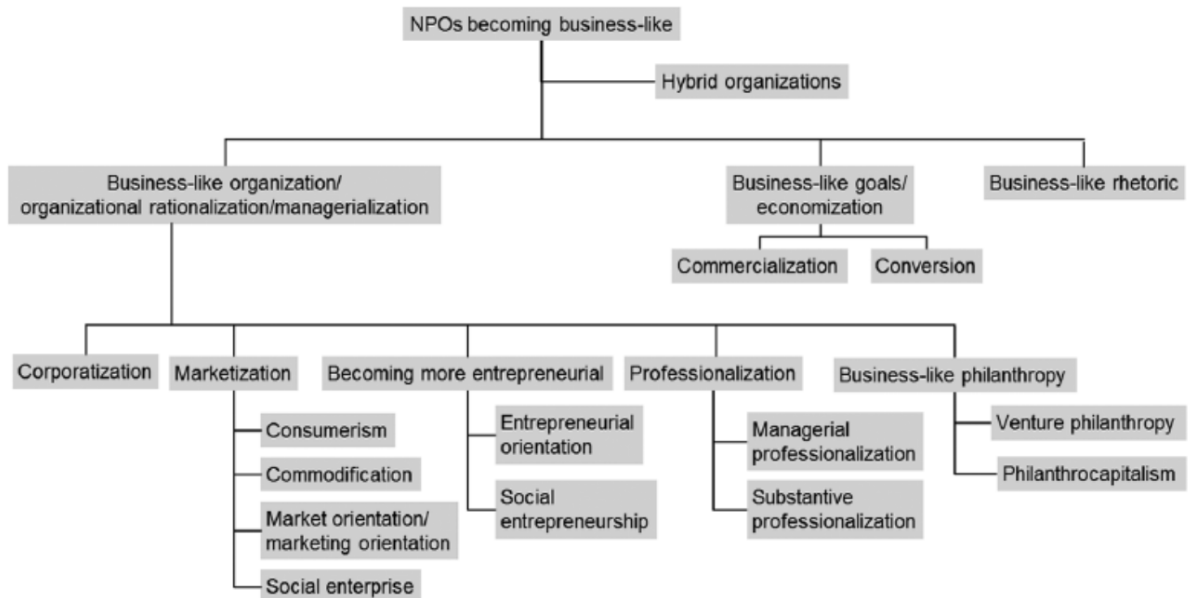 NPOs becoming business-like
Hybrid organizations
Business-like organization/
organizational rationalization/managerialization
Business-like goals/
economization
Business-like rhetoric
Commercialization
Conversion
Corporatization
Marketization
Becoming more entrepreneurial
Professionalization
Business-like philanthropy
Consumerism
Commodification
Market orientation/
marketing orientation
Social enterprise
Entrepreneurial
orientation
Social
entrepreneurship
Managerial
professionalization
Substantive
professionalization
Venture philanthropy
Philanthrocapitalism